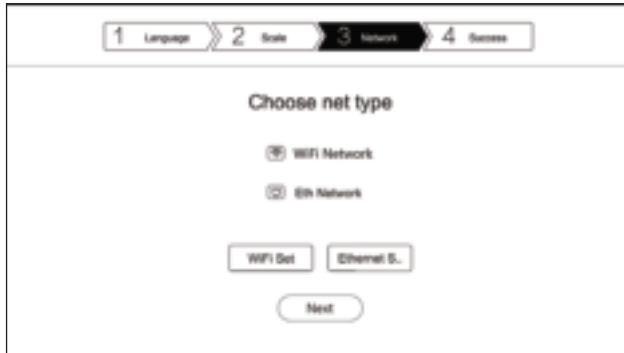 1 Language 2 Scale 3 Network 4 Success
Choose net type
WiFi Network
Eth Network
WiFi Set Ethernet S..
Next